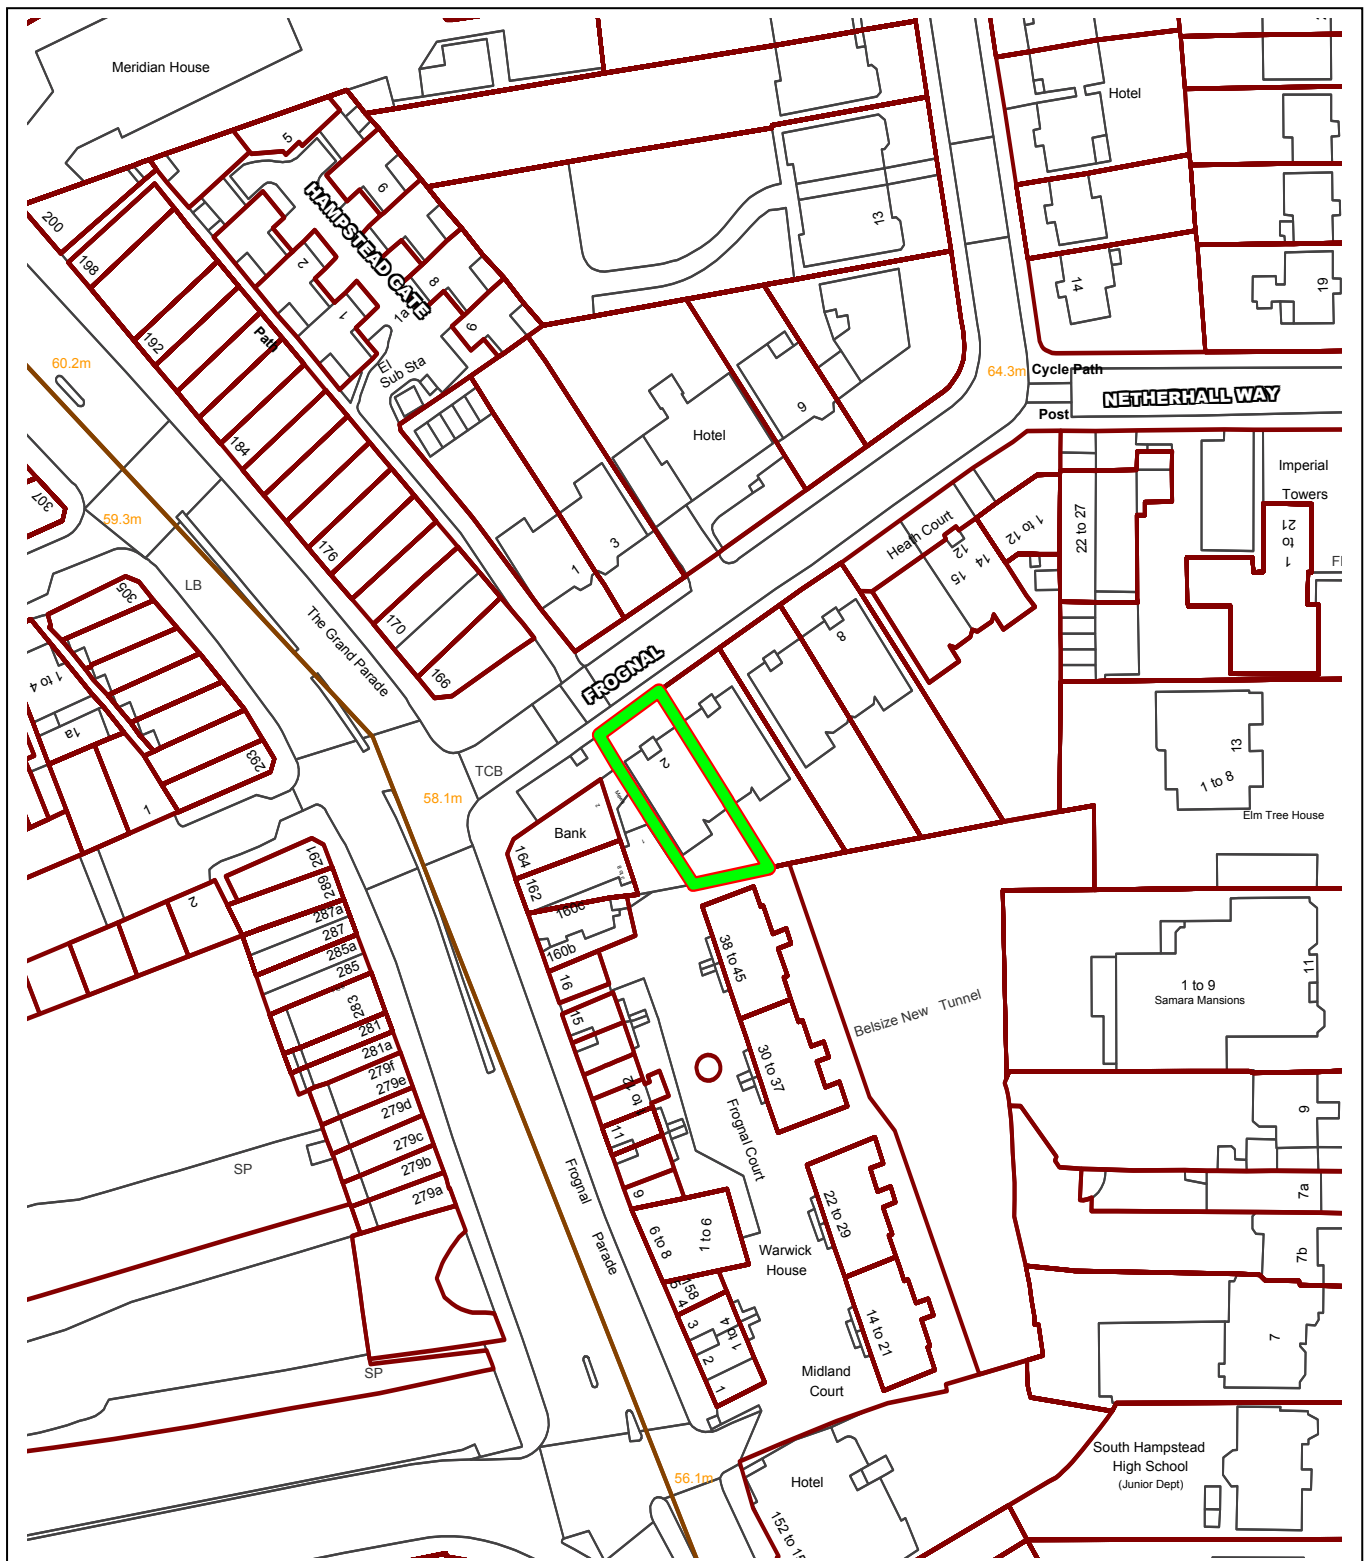 Meridian House
5
6
HAMPSTEAD GATE
200
198
2
8
1
1a
9
El
Sub Sta
192
Path
184
176
170
166
60.2m
59.3m
58.1m
64.3m
56.1m
The Grand Parade
LB
TCB
307
305
293
1 to 4
1a
1
13
Hotel
14
19
Cycle Path
NETHERHALL WAY
Post
Hotel
9
1
3
FROGNAL
Heath Court
12
14
15
1 to 12
22 to 27
Imperial
Towers
1 to 21
8
2
Bank
164
162
160c
160b
16
15
11
9
6 to 8
1 to 6
158
5
4
3
2
1
1 to 4
291
289
287a
287
285a
285
283
281
281a
279f
279e
279d
279c
279b
279a
2
SP
SP
Frognal
Parade
38 to 45
30 to 37
Frognal Court
22 to 29
14 to 21
Warwick
House
Midland
Court
Belsize New Tunnel
13
1 to 8
Elm Tree House
11
1 to 9
Samara Mansions
9
7a
7b
7
Hotel
South Hampstead
High School
(Junior Dept)